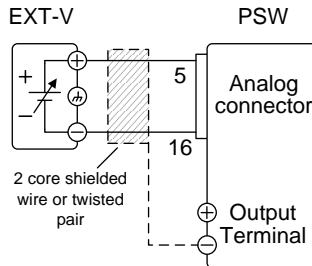 EXT-V
PSW
+
−
+
−
5
16
Analog
connector
2 core shielded
wire or twisted
pair
+
−
Output
Terminal